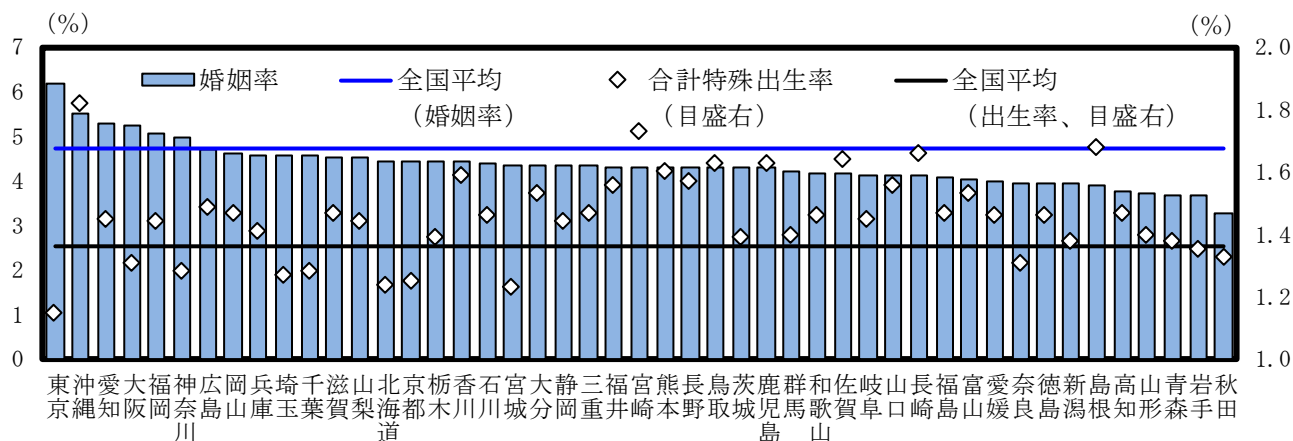 （%）
（%）
7
6
5
4
3
2
1
0
2.0
1.8
1.6
1.4
1.2
1.0
婚姻率
全国平均
（婚姻率）
合計特殊出生率
（目盛右）
全国平均
（出生率、目盛右）
東京
沖縄
愛知
大阪
福岡
神奈川
広島
岡山
兵庫
埼玉
千葉
滋賀
山梨
北海道
京都
栃木
香川
石川
宮城
大分
静岡
三重
福井
宮崎
熊本
長野
鳥取
茨城
鹿児島
群馬
和歌山
佐賀
岐阜
山口
長崎
福島
富山
愛媛
奈良
徳島
新潟
島根
高知
山形
青森
岩手
秋田